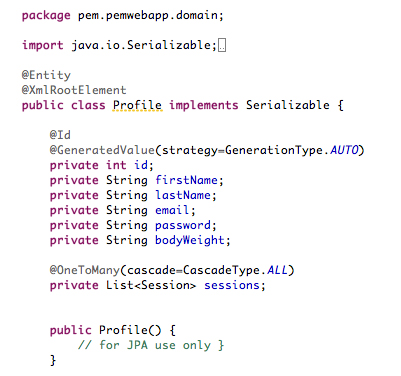 package pem.pemwebapp.domain;
import java.io.Serializable;
@Entity
@XmlRootElement
public class Profile implements Serializable {
@Id
@GeneratedValue(strategy=GenerationType.AUTO)
private int id;
private String firstName;
private String lastName;
private String email;
private String password;
private String bodyWeight;
@OneToMany(cascade=CascadeType.ALL)
private List<Session> sessions;
public Profile() {
// for JPA use only }
}